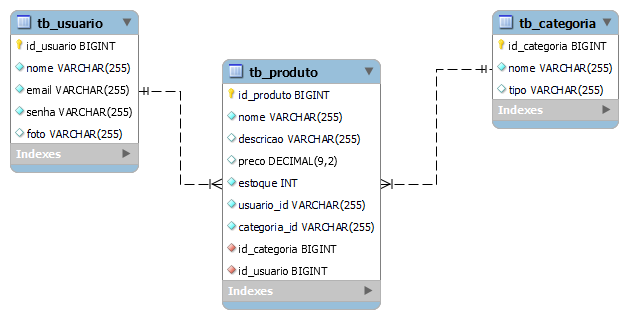 tb_usuario
id_usuario BIGINT
nome VARCHAR(255)
email VARCHAR(255)
senha VARCHAR(255)
foto VARCHAR(255)
Indexes
tb_produto
id_produto BIGINT
nome VARCHAR(255)
descricao VARCHAR(255)
preco DECIMAL(9,2)
estoque INT
usuario_id VARCHAR(255)
categoria_id VARCHAR(255)
id_categoria BIGINT
id_usuario BIGINT
Indexes
tb_categoria
id_categoria BIGINT
nome VARCHAR(255)
tipo VARCHAR(255)
Indexes